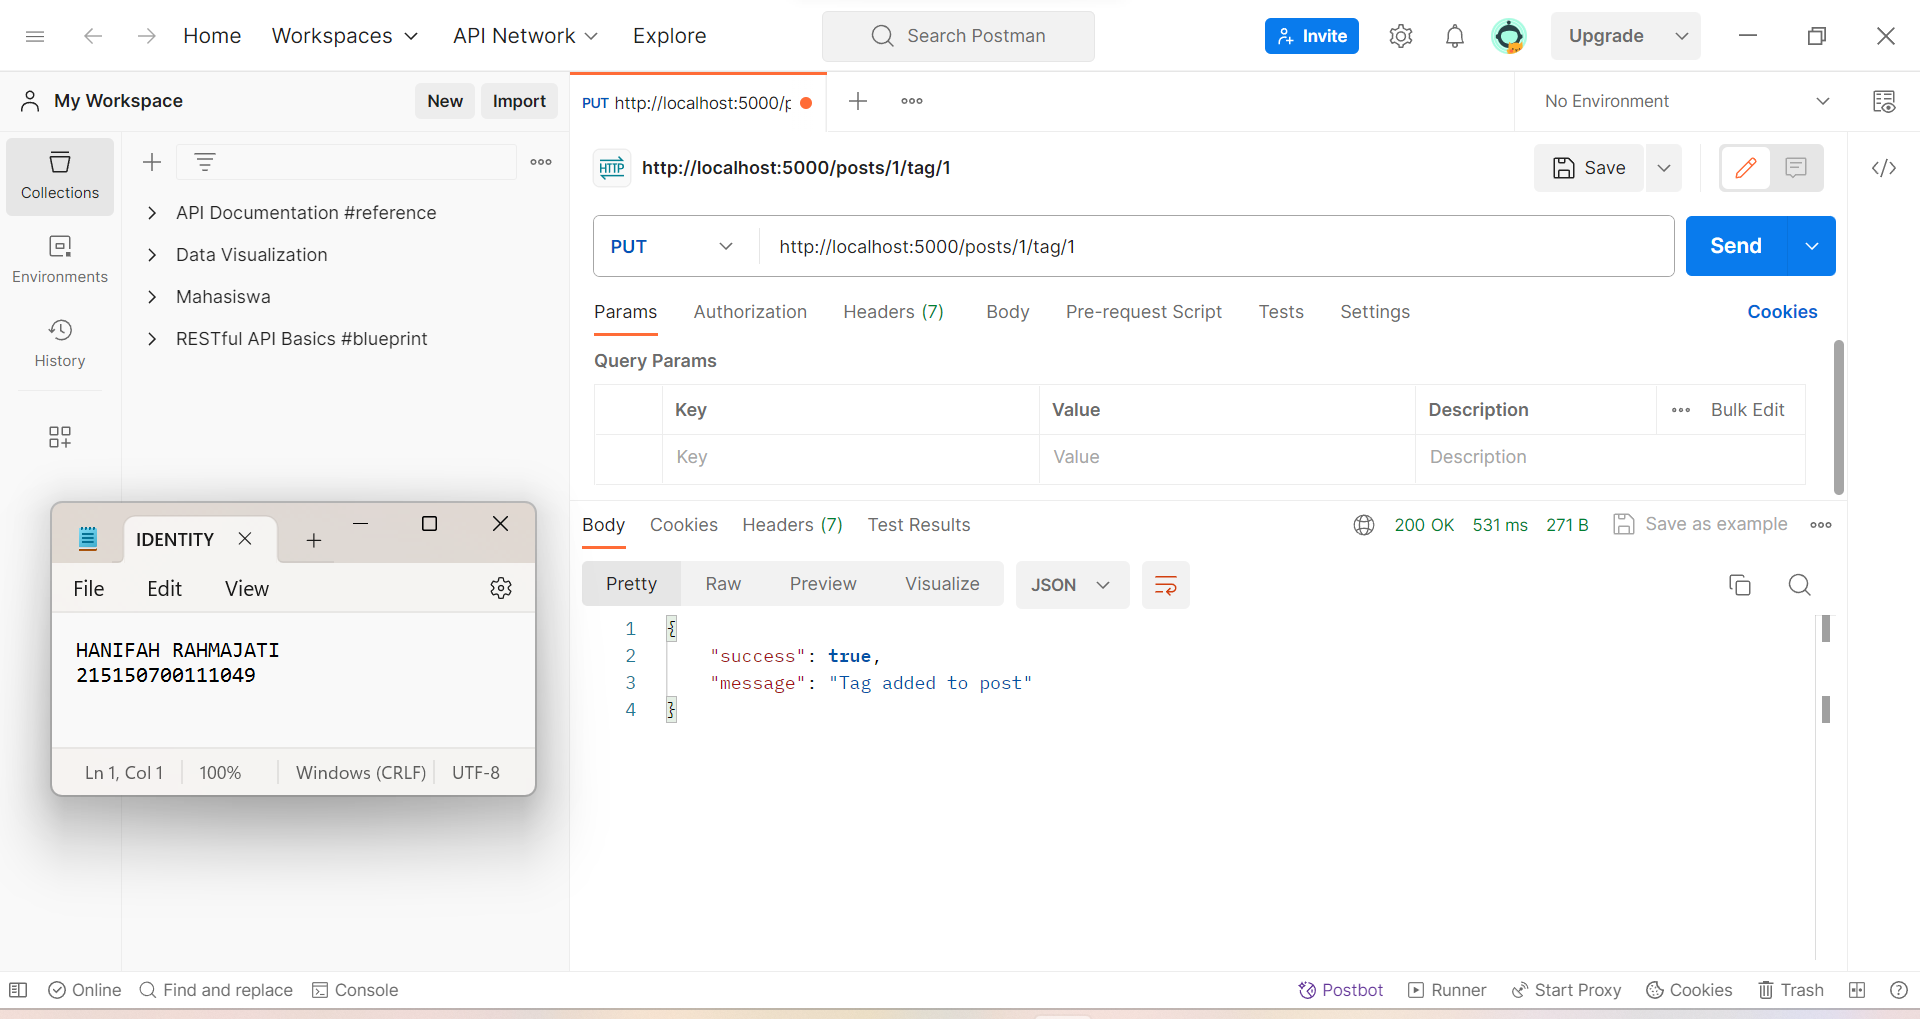 Home Workspaces API Network Explore Search Postman Invite Upgrade
My Workspace New Import PUT http://localhost:5000/p No Environment
Collections
Environments
History
API Documentation #reference
Data Visualization
Mahasiswa
RESTful API Basics #blueprint
HTTP http://localhost:5000/posts/1/tag/1 Save
PUT http://localhost:5000/posts/1/tag/1 Send
Params Authorization Headers (7) Body Pre-request Script Tests Settings Cookies
Query Params
Key Value Description Bulk Edit
Key Value Description
Body Cookies Headers (7) Test Results 200 OK 531 ms 271 B Save as example
Pretty Raw Preview Visualize JSON
1 {
2 "success": true,
3 "message": "Tag added to post"
4 }
IDENTITY
File Edit View
HANIFAH RAHMAJATI
215150700111049
Ln 1, Col 1 100% Windows (CRLF) UTF-8
Online Find and replace Console Postbot Runner Start Proxy Cookies Trash